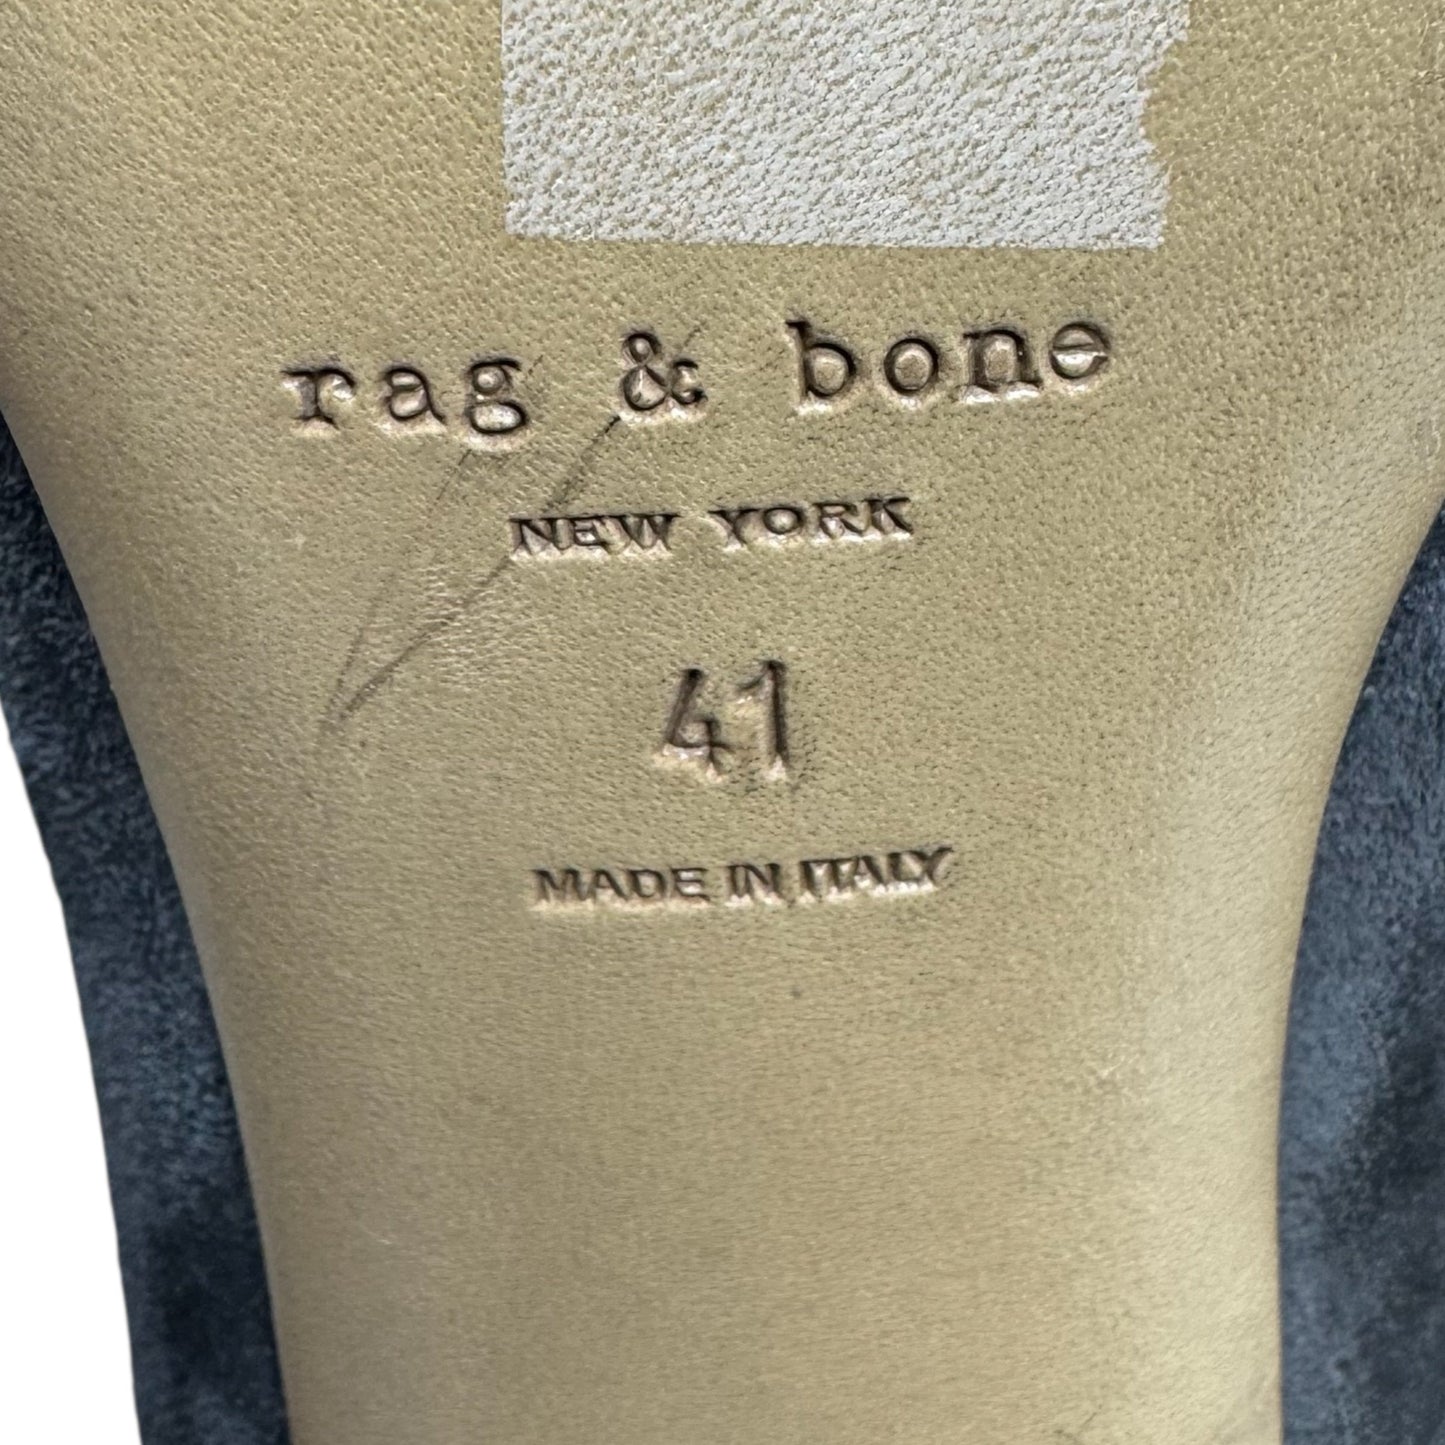 rag & bone
NEW YORK
41
MADE IN ITALY